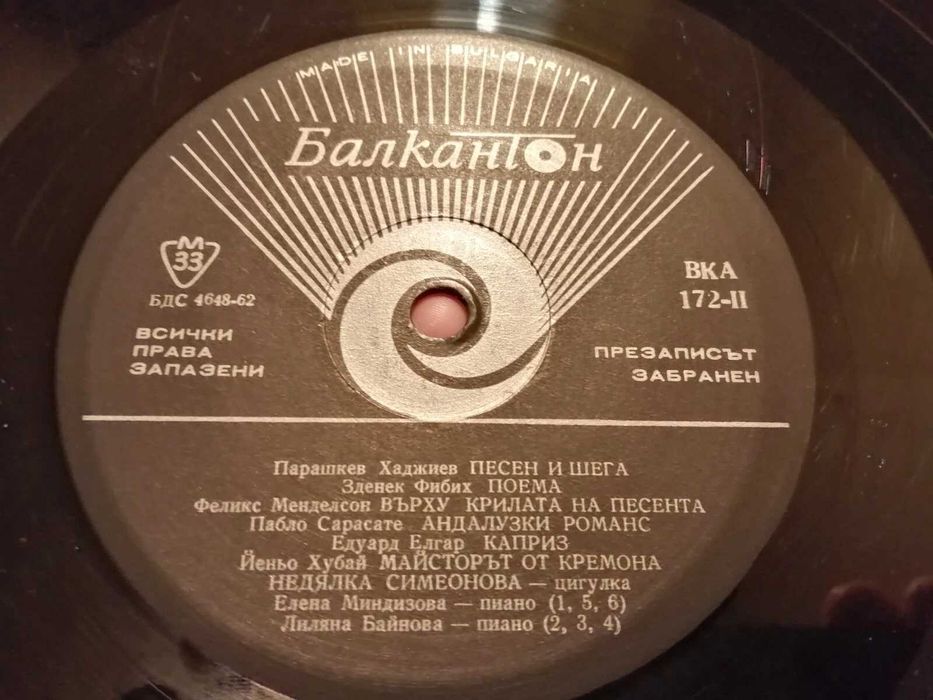 MADE IN BULGARIA
Балкантон
М
33
БДС 4648-62
ВСИЧКИ
ПРАВА
ЗАПАЗЕНИ
ВКА
172-II
ПРЕЗАПИСЪТ
ЗАБРАНЕН
Парашкев Хаджиев ПЕСЕН И ШЕГА
Зденек Фибих ПОЕМА
Феликс Менделсон ВЪРХУ КРИЛАТА НА ПЕСЕНТА
Пабло Сарасате АНДАЛУЗКИ РОМАНС
Едуард Елгар КАПРИЗ
Йеньо Хубай МАЙСТОРЪТ ОТ КРЕМОНА
НЕДЯЛКА СИМЕОНОВА — цигулка
Елена Миндизова — пиано (1, 5, 6)
Лиляна Байнова — пиано (2, 3, 4)